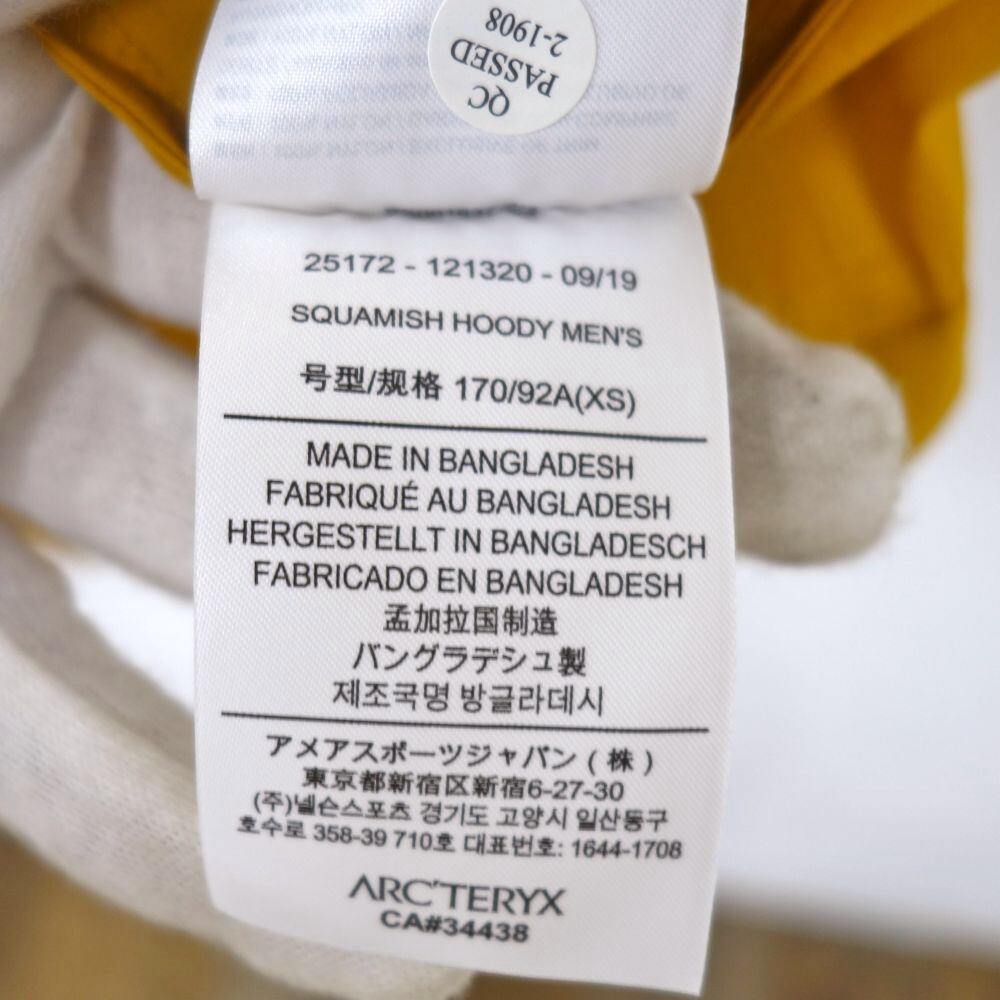 QC
PASSED
2-1908
25172 - 121320 - 09/19
SQUAMISH HOODY MEN'S
号型/规格 170/92A(XS)
MADE IN BANGLADESH
FABRIQUÉ AU BANGLADESH
HERGESTELLT IN BANGLADESCH
FABRICADO EN BANGLADESH
孟加拉国制造
バングラデシュ製
제조국명 방글라데시
アメアスポーツジャパン ( 株 )
東京都新宿区新宿6-27-30
(주)넬슨스포츠 경기도 고양시 일산동구
호수로 358-39 710호 대표번호: 1644-1708
ARC'TERYX
CA#34438